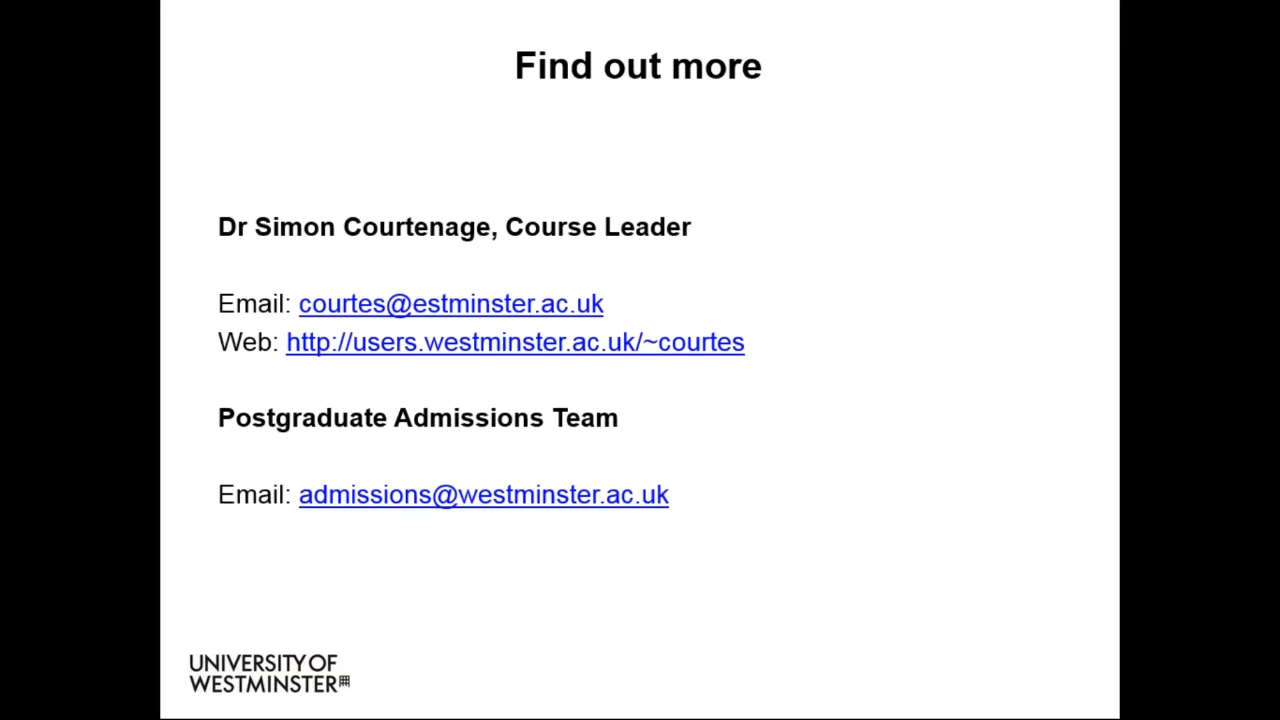 Find out more
Dr Simon Courtenage, Course Leader
Email: courtes@estminster.ac.uk
Web: http://users.westminster.ac.uk/~courtes
Postgraduate Admissions Team
Email: admissions@westminster.ac.uk
UNIVERSITY OF
WESTMINSTER